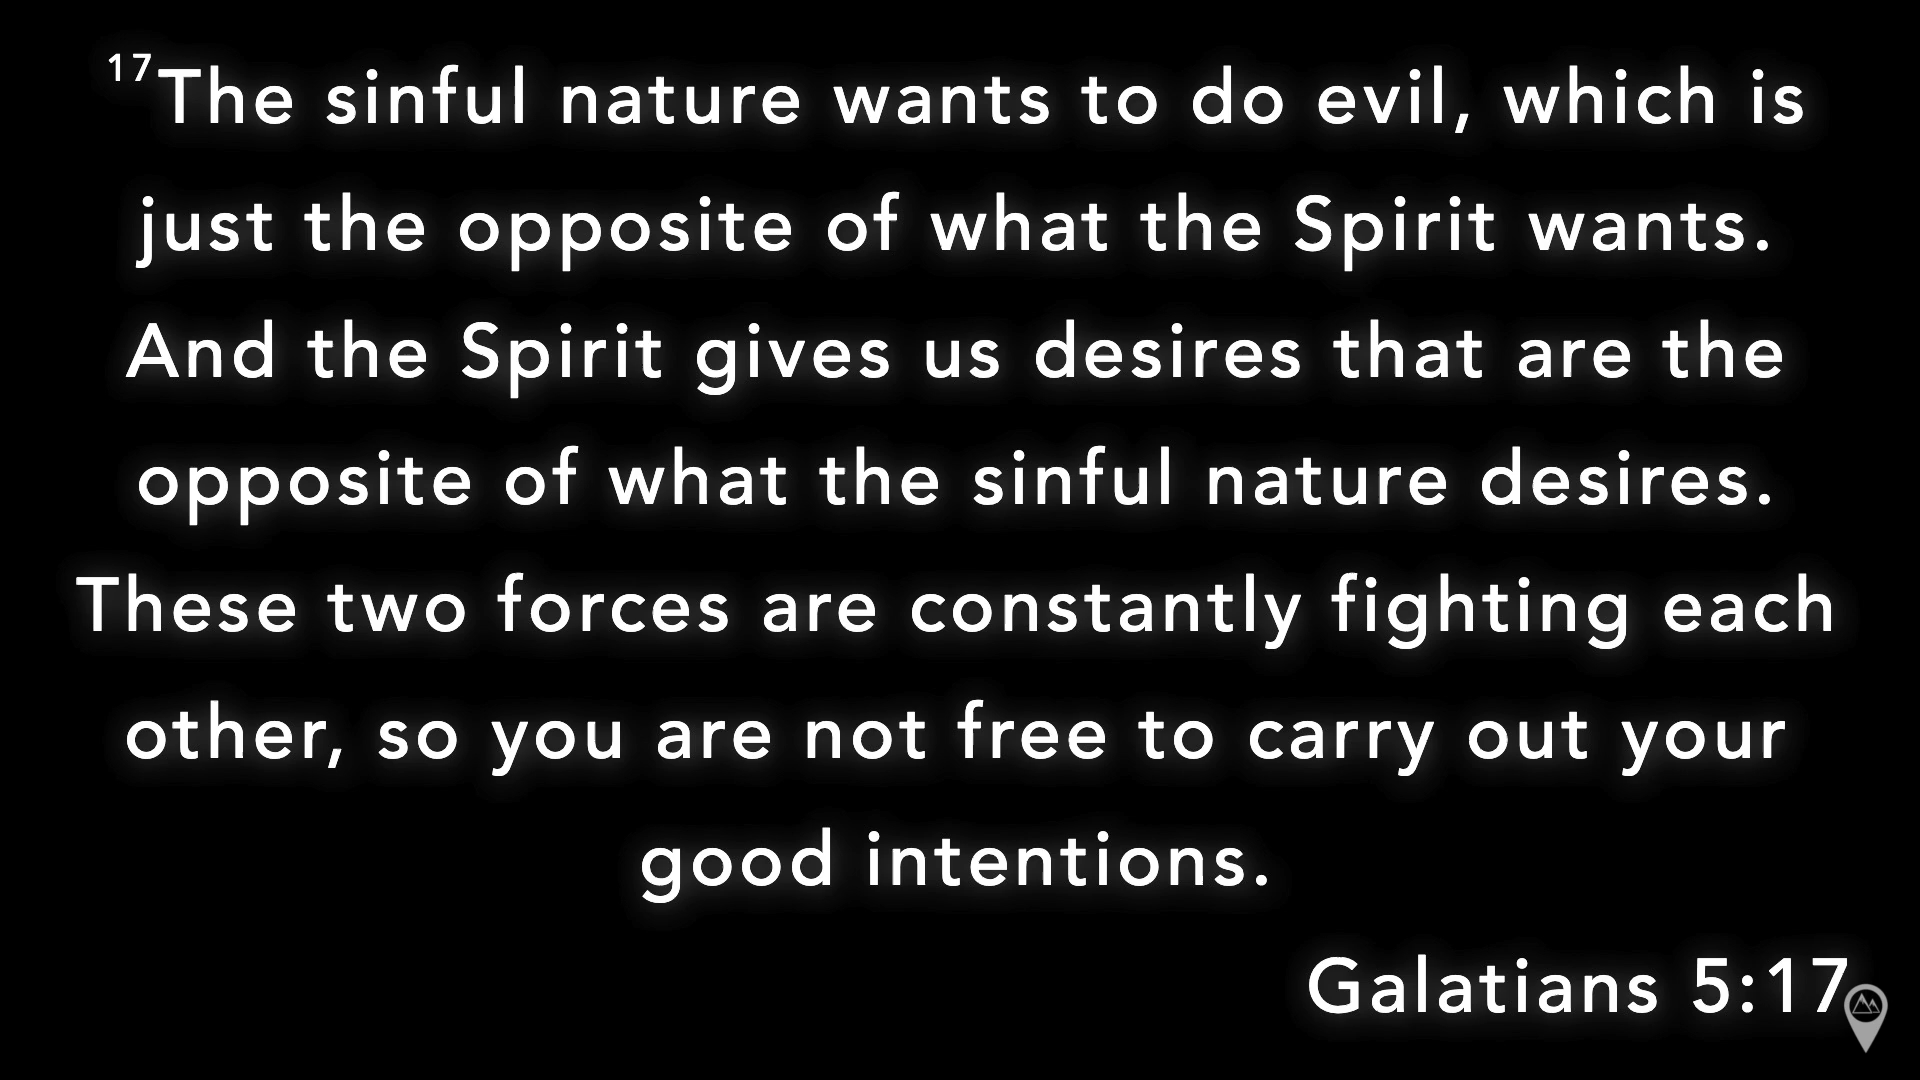 17The sinful nature wants to do evil, which is
just the opposite of what the Spirit wants.
And the Spirit gives us desires that are the
opposite of what the sinful nature desires.
These two forces are constantly fighting each
other, so you are not free to carry out your
good intentions.
Galatians 5:17